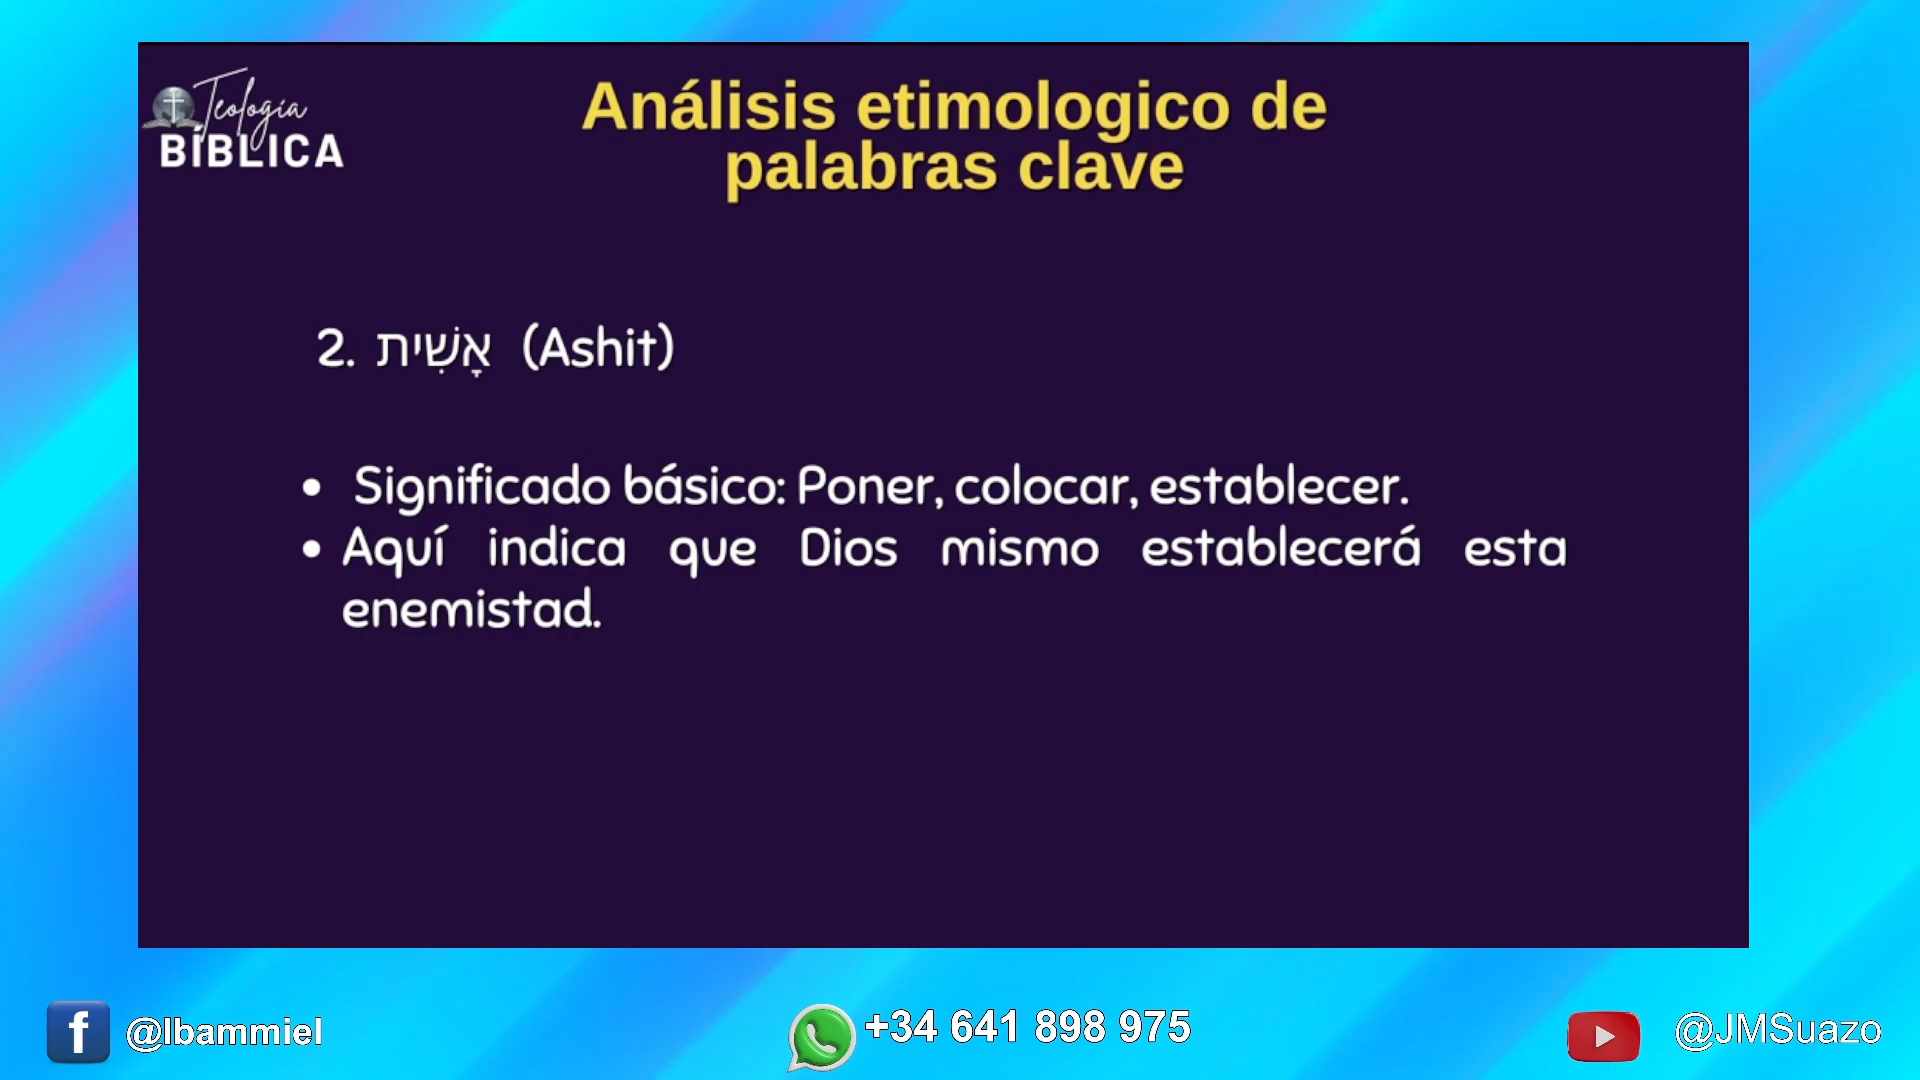 Teología
BÍBLICA
Análisis etimologico de
palabras clave
2. אָשִׁית (Ashit)
• Significado básico: Poner, colocar, establecer.
• Aquí indica que Dios mismo establecerá esta
enemistad.
f @Ibammiel
+34 641 898 975
@JMSuazo